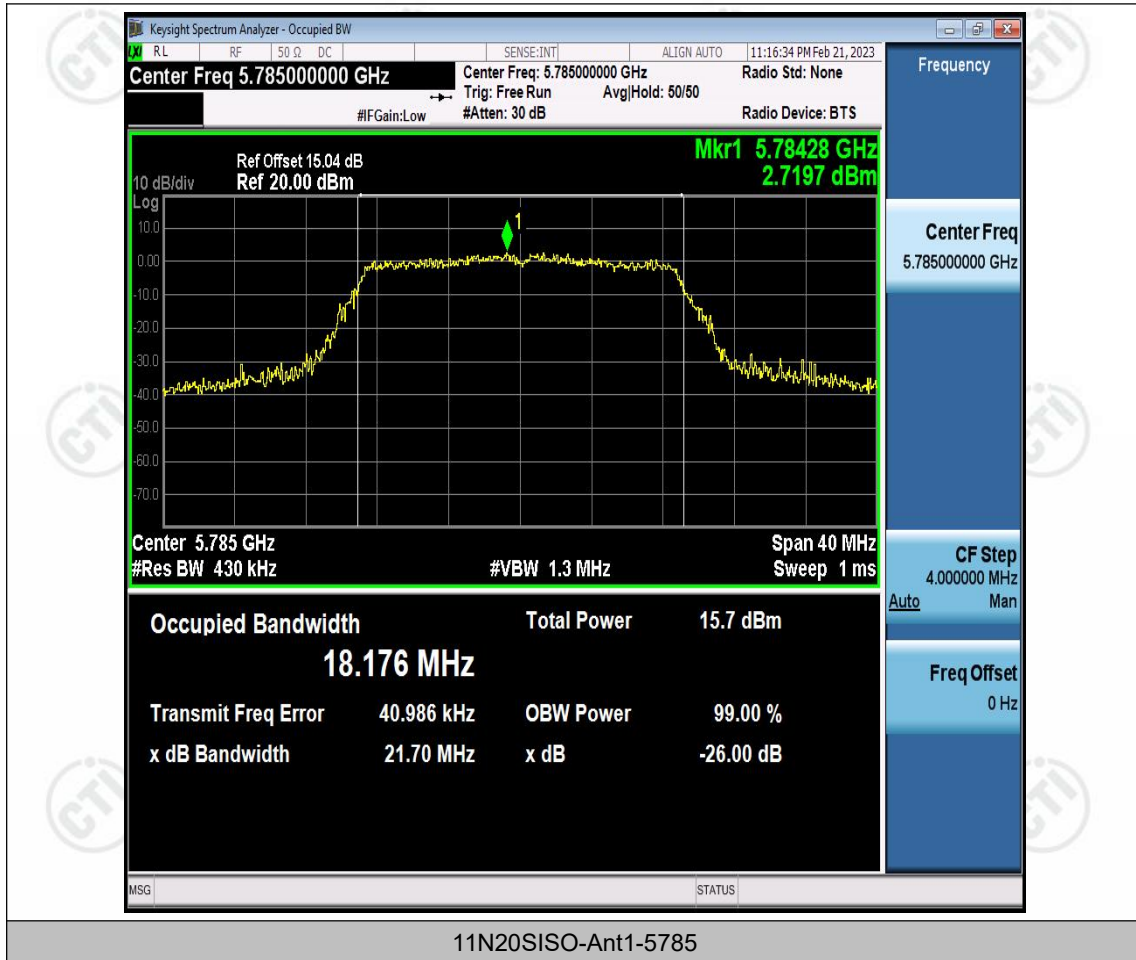 Keysight Spectrum Analyzer - Occupied BW
LXI RL RF 50 Ω DC SENSE:INT ALIGN AUTO 11:16:34 PM Feb 21, 2023
Center Freq 5.785000000 GHz
Center Freq: 5.785000000 GHz Radio Std: None
Trig: Free Run Avg|Hold: 50/50
#IFGain:Low #Atten: 30 dB Radio Device: BTS
Frequency
Mkr1 5.78428 GHz
2.7197 dBm
Ref Offset 15.04 dB
10 dB/div Ref 20.00 dBm
Log
10.0
0.00
-10.0
-20.0
-30.0
-40.0
-50.0
-60.0
-70.0
1
Center 5.785 GHz Span 40 MHz
#Res BW 430 kHz #VBW 1.3 MHz Sweep 1 ms
Center Freq
5.785000000 GHz
CF Step
4.000000 MHz
Auto Man
Freq Offset
0 Hz
Occupied Bandwidth Total Power 15.7 dBm
18.176 MHz
Transmit Freq Error 40.986 kHz OBW Power 99.00 %
x dB Bandwidth 21.70 MHz x dB -26.00 dB
MSG STATUS
11N20SISO-Ant1-5785
CTI
CTI
CTI
CTI
CTI
CTI